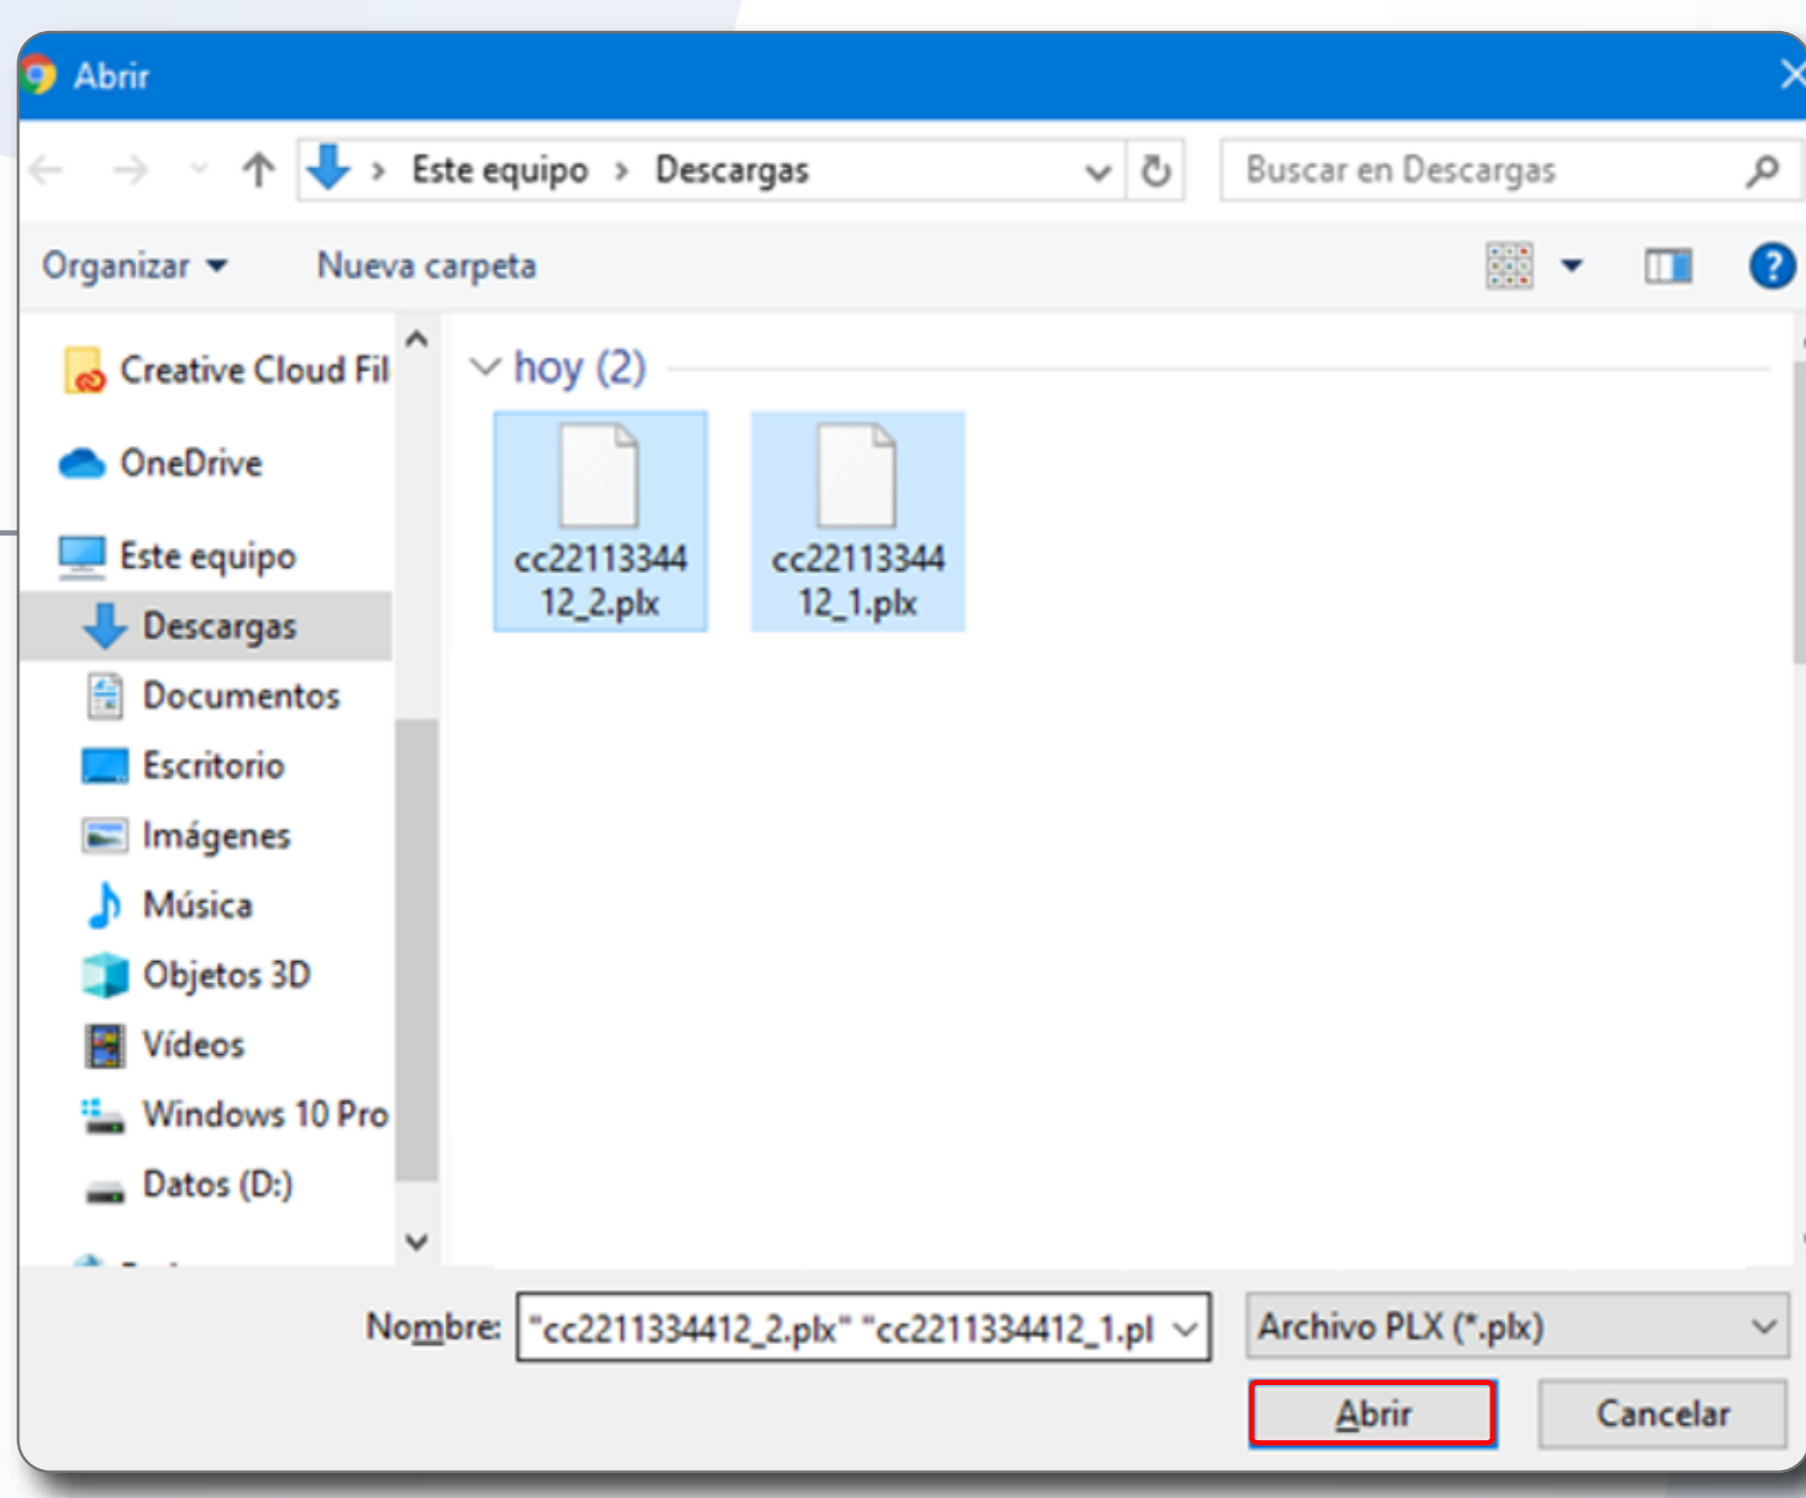 Abrir
Este equipo > Descargas
Buscar en Descargas
Organizar
Nueva carpeta
Creative Cloud Fil
OneDrive
Este equipo
Descargas
Documentos
Escritorio
Imágenes
Música
Objetos 3D
Vídeos
Windows 10 Pro
Datos (D:)
hoy (2)
cc22113344
12_2.plx
cc22113344
12_1.plx
Nombre:
"cc2211334412_2.plx" "cc2211334412_1.pl
Archivo PLX (*.plx)
Abrir
Cancelar